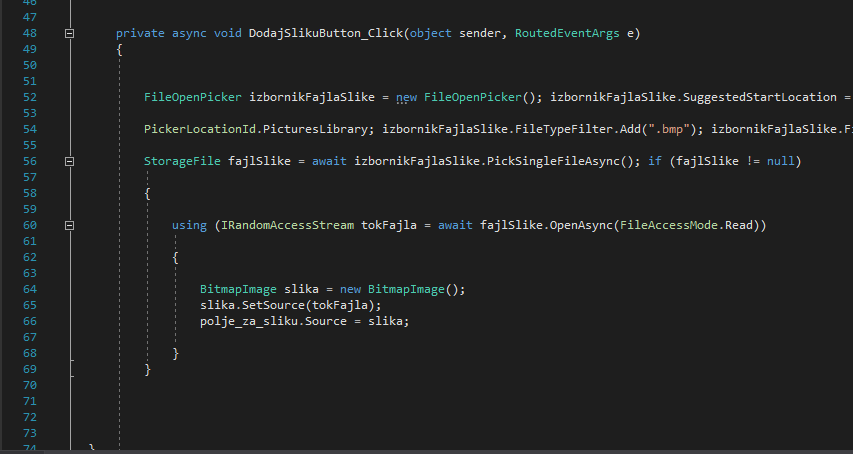 46
47
48 private async void DodajSlikuButton_Click(object sender, RoutedEventArgs e)
49 {
50
51
52 FileOpenPicker izbornikFajlaSlike = new FileOpenPicker(); izbornikFajlaSlike.SuggestedStartLocation =
53
54 PickerLocationId.PicturesLibrary; izbornikFajlaSlike.FileTypeFilter.Add(".bmp"); izbornikFajlaSlike.Fi
55
56 StorageFile fajlSlike = await izbornikFajlaSlike.PickSingleFileAsync(); if (fajlSlike != null)
57
58 {
59
60 using (IRandomAccessStream tokFajla = await fajlSlike.OpenAsync(FileAccessMode.Read))
61
62 {
63
64 BitmapImage slika = new BitmapImage();
65 slika.SetSource(tokFajla);
66 polje_za_sliku.Source = slika;
67
68 }
69 }
70
71
72
73
74 }